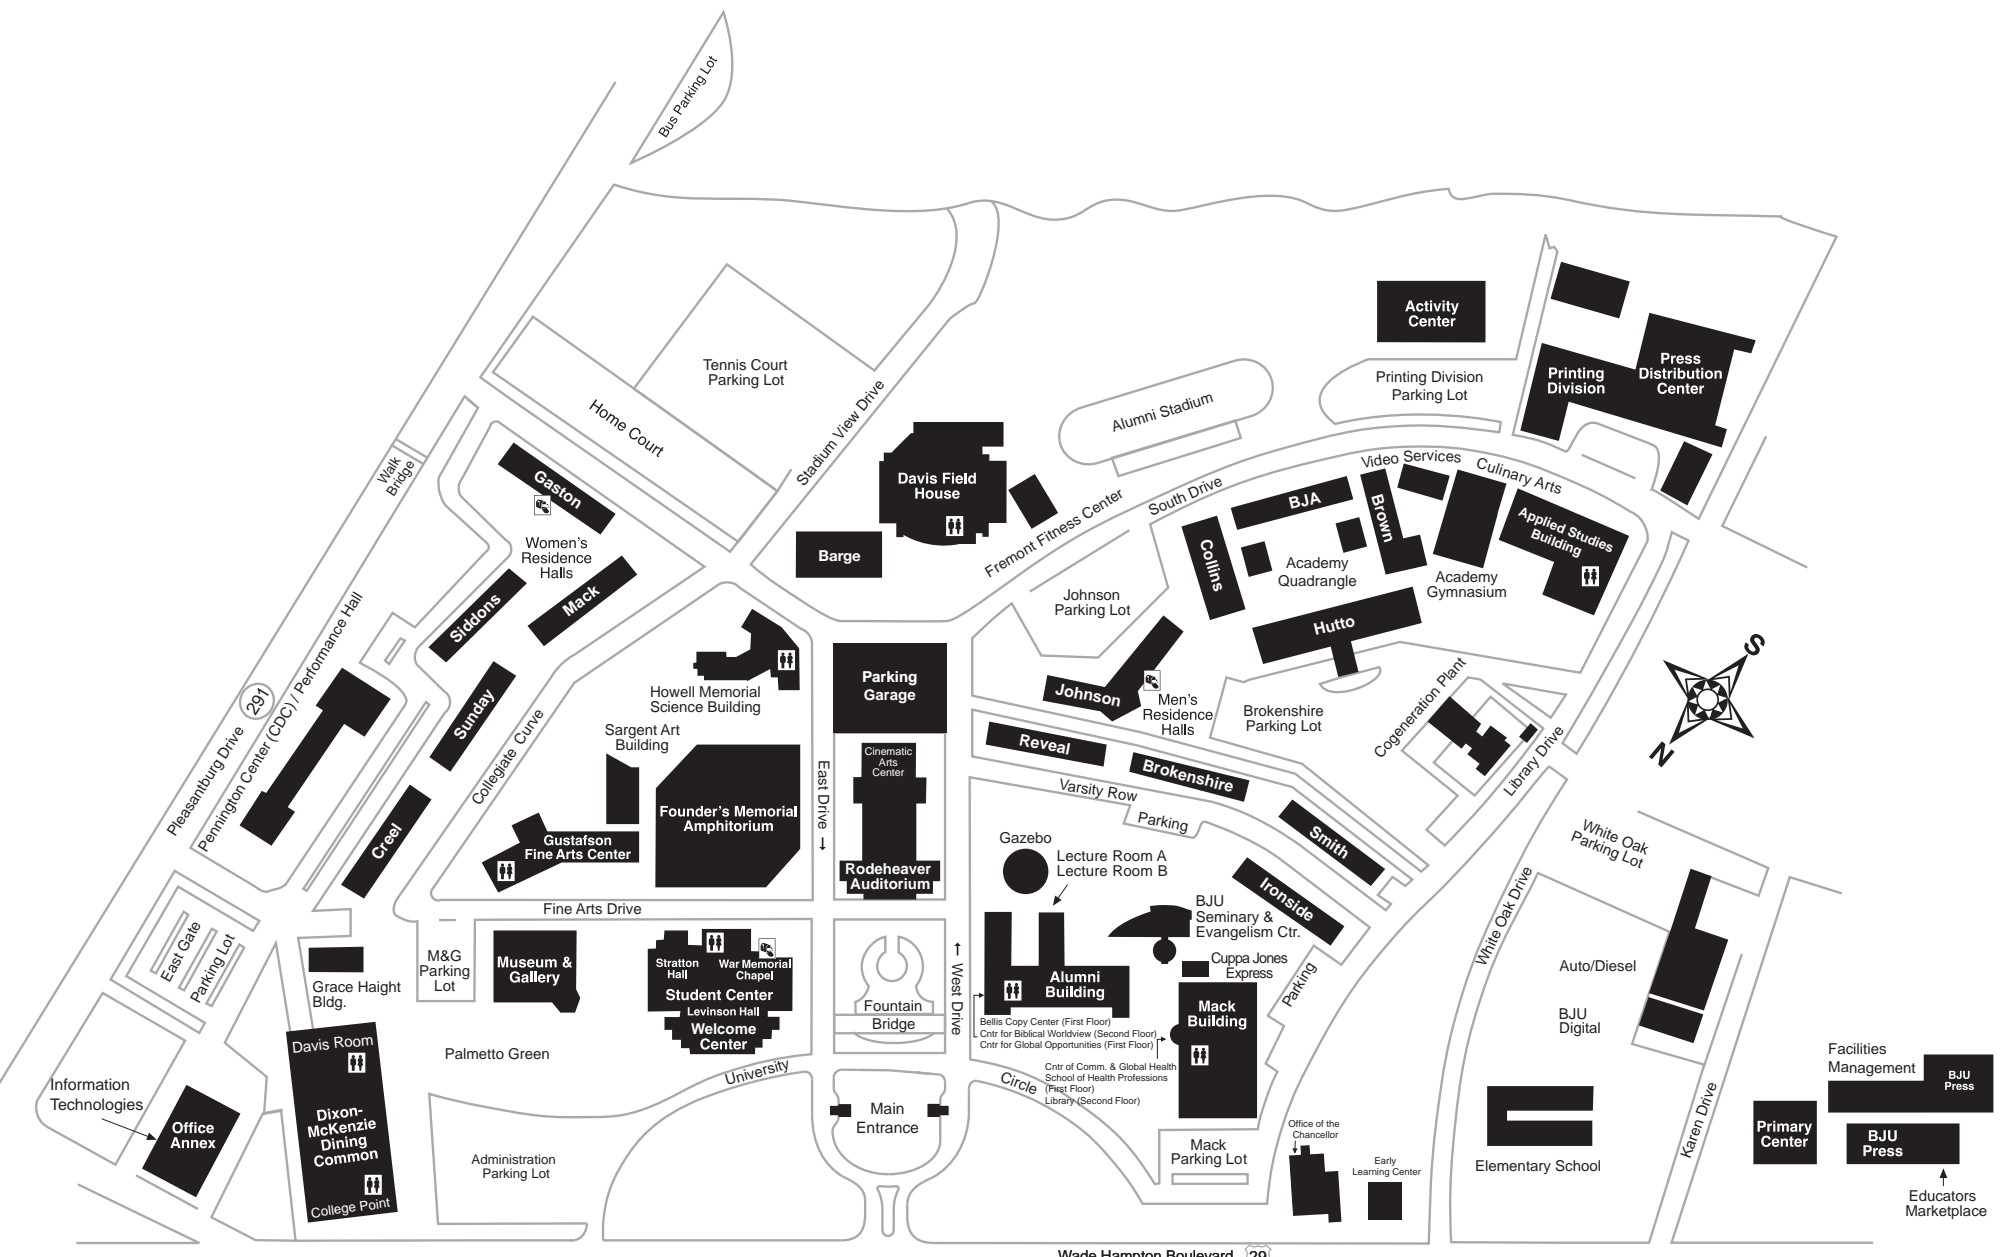 Bus Parking Lot
Activity
Center
Press
Distribution
Center
Printing
Division
Tennis Court
Parking Lot
Printing Division
Parking Lot
Home Court
Stadium View Drive
Alumni Stadium
Walk
Bridge
Gaston
Davis Field
House
Video Services
Culinary Arts
South Drive
BJA
Brown
Applied Studies
Building
Fremont Fitness Center
Women's
Residence
Halls
Barge
Collins
Academy
Quadrangle
Academy
Gymnasium
Siddons
Mack
Johnson
Parking Lot
Hutto
Pennington Center (CDC) / Performance Hall
291
Pleasantburg Drive
Sunday
Howell Memorial
Science Building
Parking
Garage
Johnson
Men's
Residence
Halls
Brokenshire
Parking Lot
Cogeneration Plant
S
N
Collegiate Curve
Sargent Art
Building
Cinematic
Arts
Center
Reveal
Brokenshire
Library Drive
Varsity Row
Creel
Founder's Memorial
Amphitorium
East Drive
Parking
Smith
White Oak
Parking Lot
Gustafson
Fine Arts Center
Rodeheaver
Auditorium
Gazebo
Lecture Room A
Lecture Room B
Ironside
White Oak Drive
Fine Arts Drive
BJU
Seminary &
Evangelism Ctr.
East Gate
Parking Lot
M&G
Parking
Lot
Museum &
Gallery
Stratton
Hall
War Memorial
Chapel
Student Center
Levinson Hall
Welcome
Center
West Drive
Alumni
Building
Cuppa Jones
Express
Parking
Auto/Diesel
Grace Haight
Bldg.
Fountain
Bridge
Mack
Building
BJU
Digital
Bellis Copy Center (First Floor)
Cntr for Biblical Worldview (Second Floor)
Cntr for Global Opportunities (First Floor)
Davis Room
Palmetto Green
University
Circle
Cntr of Comm. & Global Health
School of Health Professions
(First Floor)
Library (Second Floor)
Facilities
Management
BJU
Press
Information
Technologies
Office
Annex
Dixon-
McKenzie
Dining
Common
Main
Entrance
Office of the
Chancellor
Karen Drive
Primary
Center
BJU
Press
Administration
Parking Lot
Mack
Parking Lot
Early
Learning Center
Elementary School
College Point
Educators
Marketplace
Wade Hampton Boulevard
29